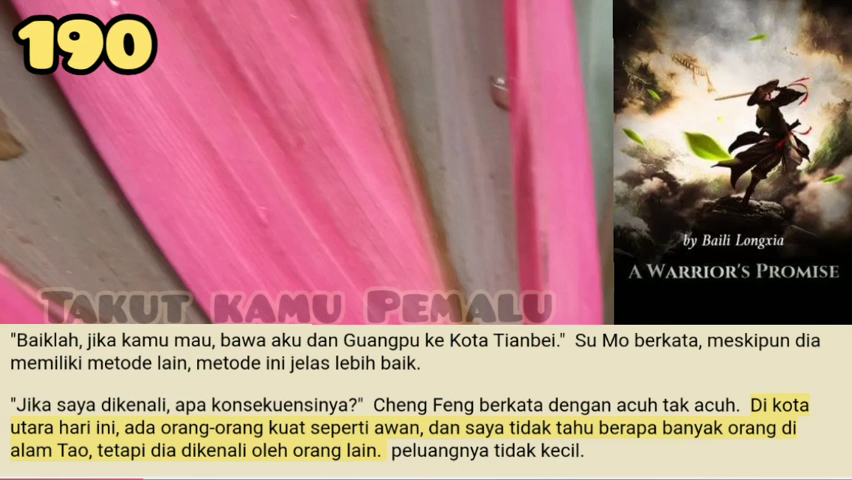 190
by Baili Longxia
A WARRIOR'S PROMISE
TAKUT KAMU PEMALU
"Baiklah, jika kamu mau, bawa aku dan Guangpu ke Kota Tianbei."  Su Mo berkata, meskipun dia
memiliki metode lain, metode ini jelas lebih baik.
"Jika saya dikenali, apa konsekuensinya?"  Cheng Feng berkata dengan acuh tak acuh.  Di kota
utara hari ini, ada orang-orang kuat seperti awan, dan saya tidak tahu berapa banyak orang di
alam Tao, tetapi dia dikenali oleh orang lain.  peluangnya tidak kecil.